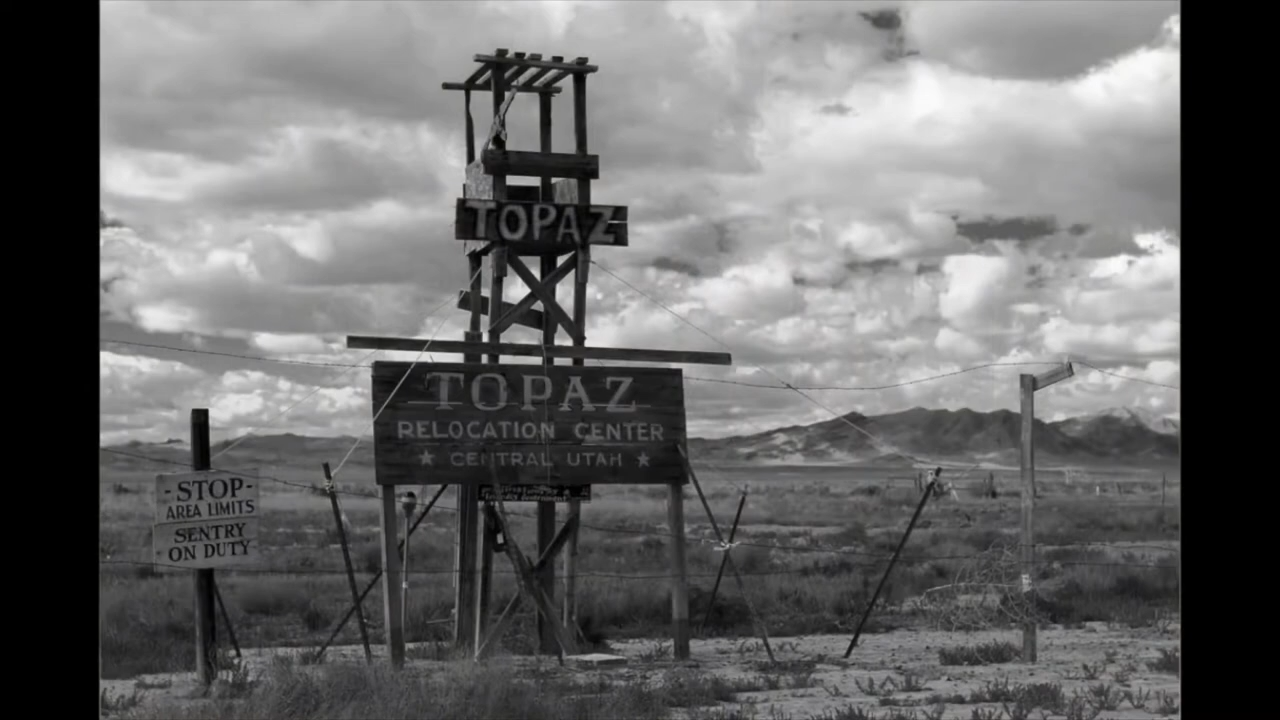 TOPAZ
TOPAZ
RELOCATION CENTER
★ CENTRAL UTAH ★
-STOP-
AREA LIMITS
SENTRY
ON DUTY